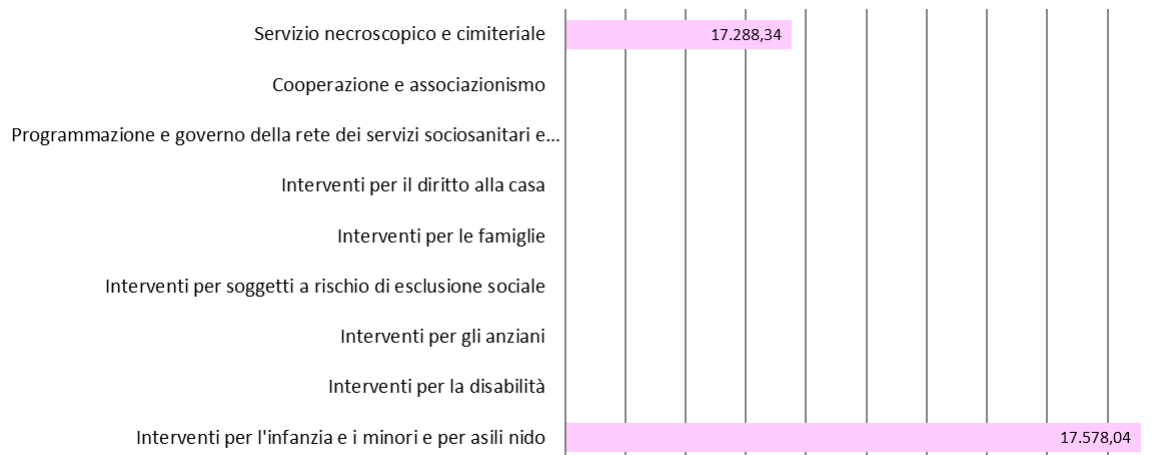 Servizio necroscopico e cimiteriale 17.288,34
Cooperazione e associazionismo
Programmazione e governo della rete dei servizi sociosanitari e...
Interventi per il diritto alla casa
Interventi per le famiglie
Interventi per soggetti a rischio di esclusione sociale
Interventi per gli anziani
Interventi per la disabilità
Interventi per l'infanzia e i minori e per asili nido 17.578,04